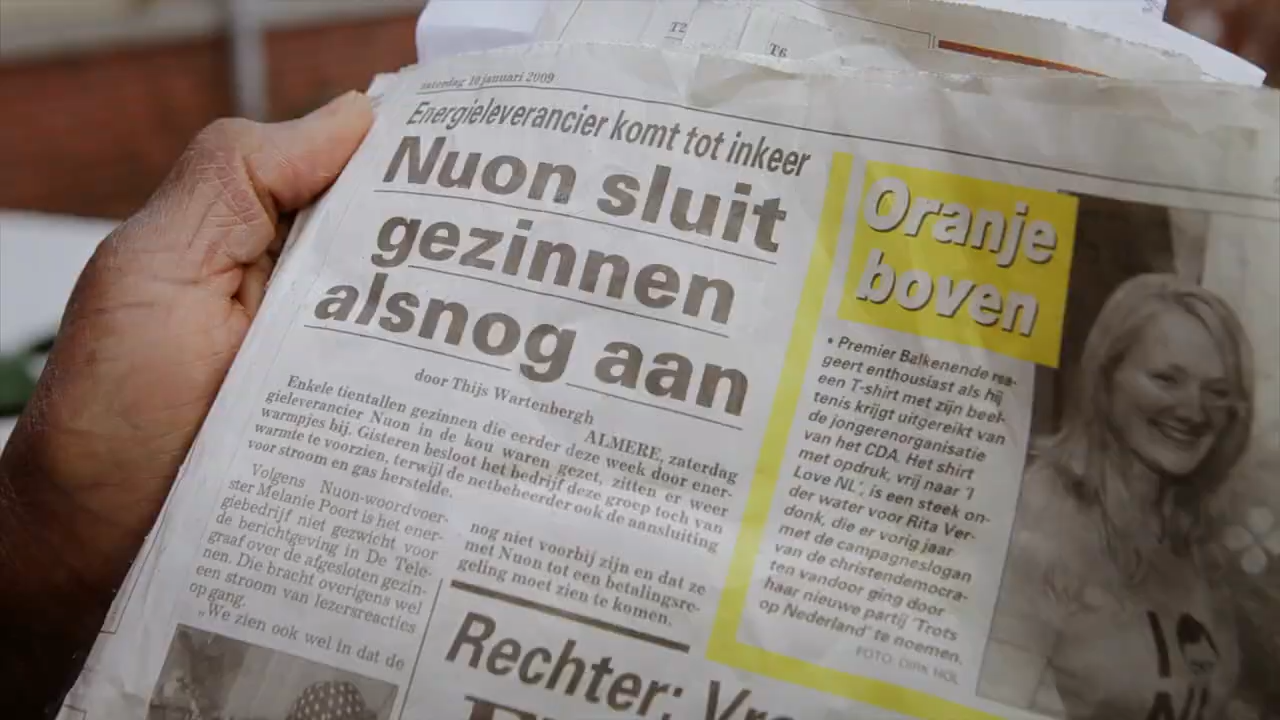 T2
T6
zaterdag 10 januari 2009
Energieleverancier komt tot inkeer
Nuon sluit
gezinnen
alsnog aan
door Thijs Wartenbergh
ALMERE, zaterdag
Enkele tientallen gezinnen die eerder deze week door ener-
gieleverancier Nuon in de kou waren gezet, zitten er weer
warmpjes bij. Gisteren besloot het bedrijf deze groep toch van
warmte te voorzien, terwijl de netbeheerder ook de aansluiting
voor stroom en gas herstelde.
Volgens Nuon-woordvoer-
ster Melanie Poort is het ener-
giebedrijf niet gezwicht voor
de berichtgeving in De Tele-
graaf over de afgesloten gezin-
nen. Die bracht overigens wel
een stroom van lezersreacties
op gang.
„We zien ook wel in dat de
nog niet voorbij zijn en dat ze
met Nuon tot een betalingsre-
geling moet zien te komen.
Rechter:
Oranje
boven
• Premier Balkenende rea-
geert enthousiast als hij
een T-shirt met zijn beel-
tenis krijgt uitgereikt van
de jongerenorganisatie
van het CDA. Het shirt
met opdruk, vrij naar 'I
Love NL', is een steek on-
der water voor Rita Ver-
donk, die er vorig jaar
met de campagneslogan
van de christendemocra-
ten vandoor ging door
haar nieuwe partij 'Trots
op Nederland' te noemen.
FOTO: DIRK HOL
I
NL